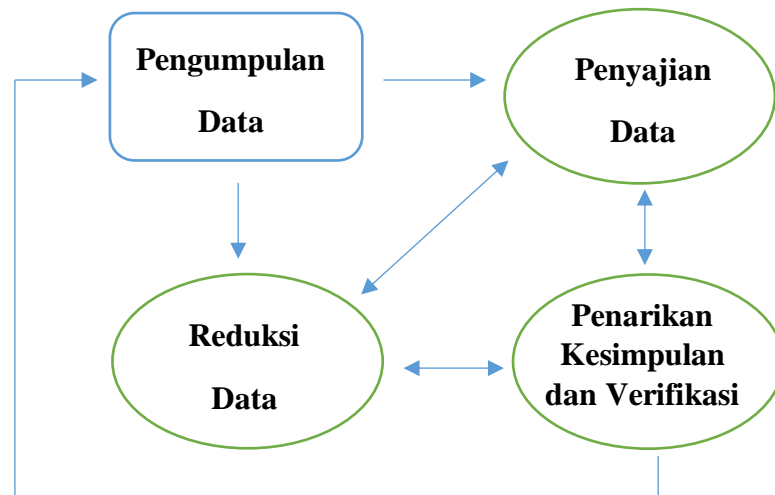 Pengumpulan
Data
Penyajian
Data
Reduksi
Data
Penarikan
Kesimpulan
dan Verifikasi